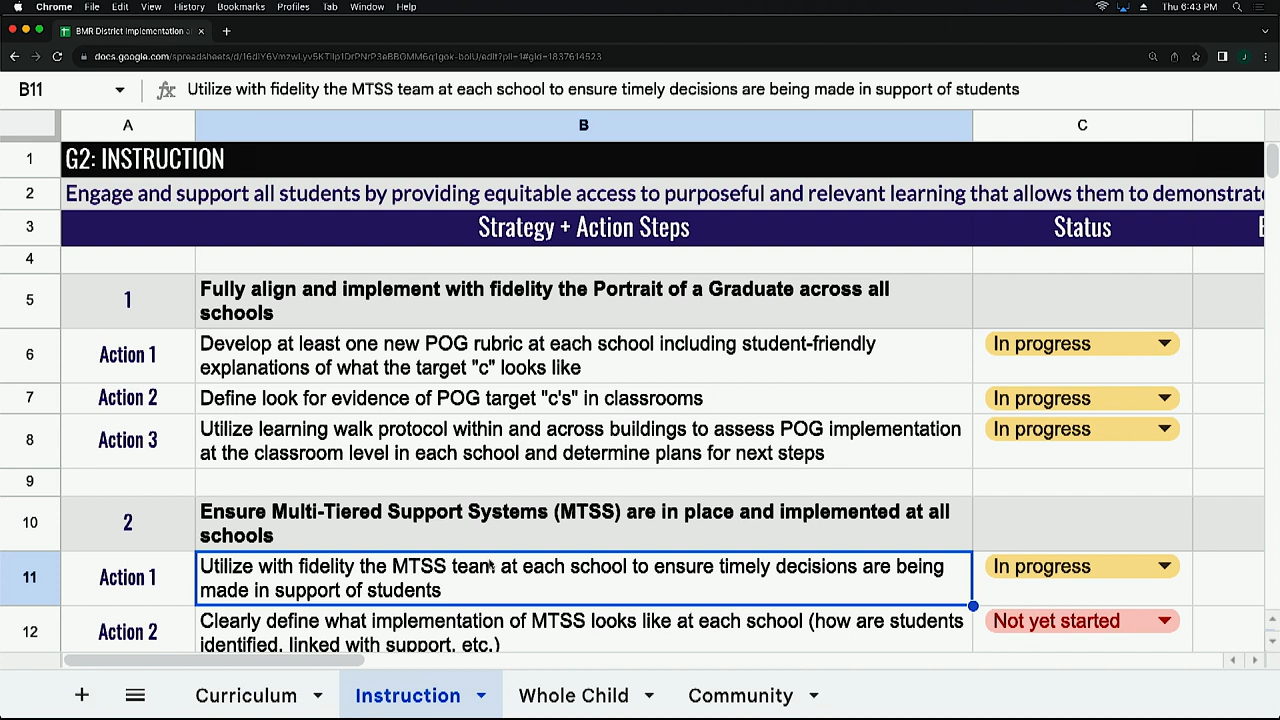 Chrome File Edit View History Bookmarks Profiles Tab Window Help Thu 6:43 PM
BMR District Implementation a
B11 Utilize with fidelity the MTSS team at each school to ensure timely decisions are being made in support of students
A B C
1 G2: INSTRUCTION
2 Engage and support all students by providing equitable access to purposeful and relevant learning that allows them to demonstrate
3 Strategy + Action Steps Status
4
5 1 Fully align and implement with fidelity the Portrait of a Graduate across all
schools
6 Action 1 Develop at least one new POG rubric at each school including student-friendly In progress
explanations of what the target "c" looks like
7 Action 2 Define look for evidence of POG target "c's" in classrooms In progress
8 Action 3 Utilize learning walk protocol within and across buildings to assess POG implementation In progress
at the classroom level in each school and determine plans for next steps
9
10 2 Ensure Multi-Tiered Support Systems (MTSS) are in place and implemented at all
schools
11 Action 1 Utilize with fidelity the MTSS team at each school to ensure timely decisions are being In progress
made in support of students
12 Action 2 Clearly define what implementation of MTSS looks like at each school (how are students Not yet started
identified, linked with support, etc.)
Curriculum Instruction Whole Child Community